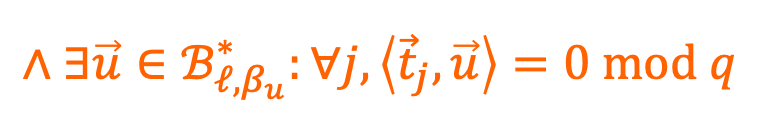 ∧ ∃u⃗ ∈ ℬ*_{ℓ,β_u}: ∀j, ⟨t⃗_j, u⃗⟩ = 0 mod q